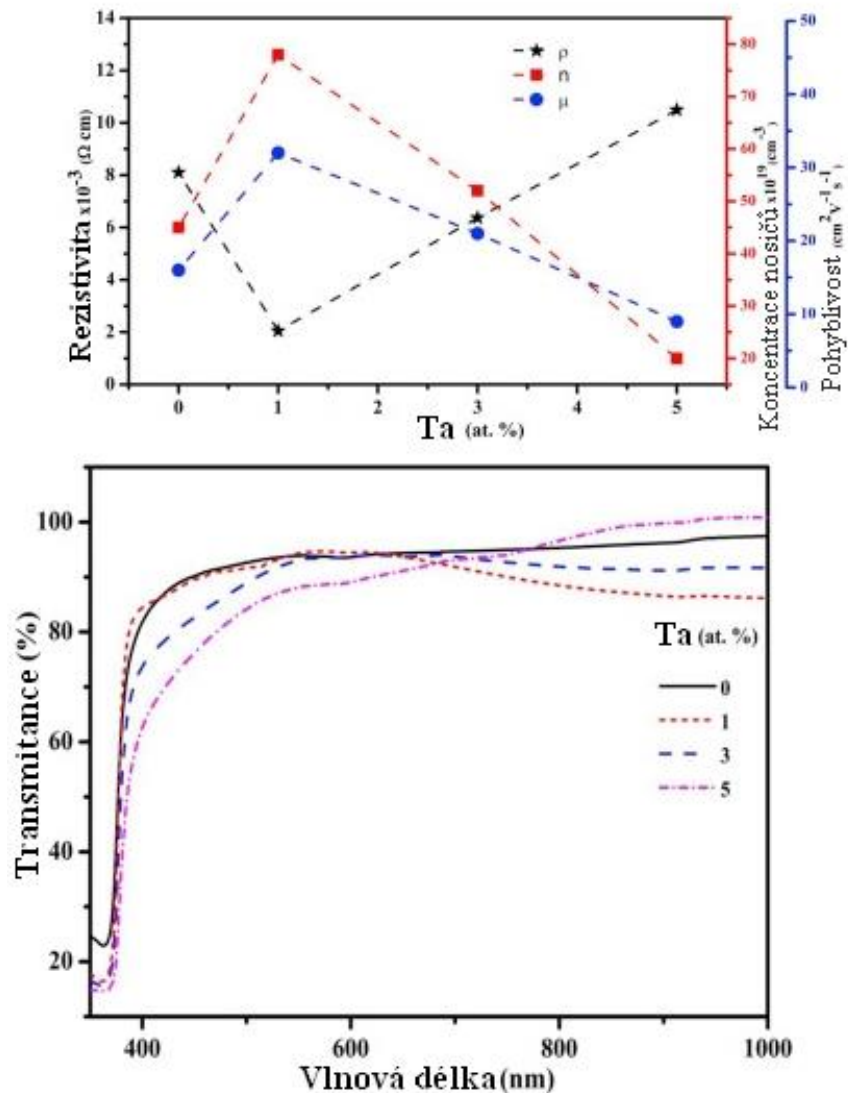 14
12
10
8
6
4
2
0
Rezistivita x10⁻³ (Ω cm)
ρ
n
μ
80
70
60
50
40
30
20
Koncentrace nosičů x10¹⁹ (cm⁻³
50
40
30
20
10
0
Pohyblivost (cm²V⁻¹s⁻¹)
0 1 2 3 4 5
Ta (at. %)
100
80
60
40
20
Transmitance (%)
Ta (at. %)
0
1
3
5
400 600 800 1000
Vlnová délka (nm)